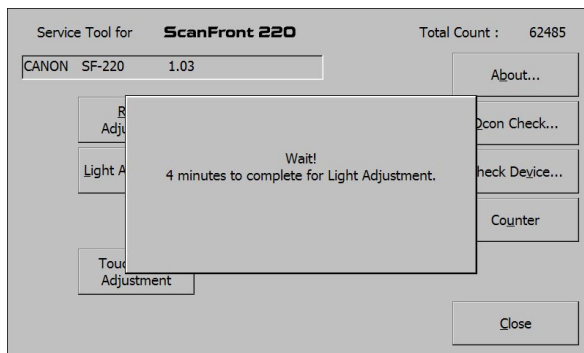 Service Tool for ScanFront 220 Total Count : 62485
CANON SF-220 1.03
About...
R
Adju
Qcon Check...
Wait!
4 minutes to complete for Light Adjustment.
Light A
heck Device...
Counter
Touc
Adjustment
Close